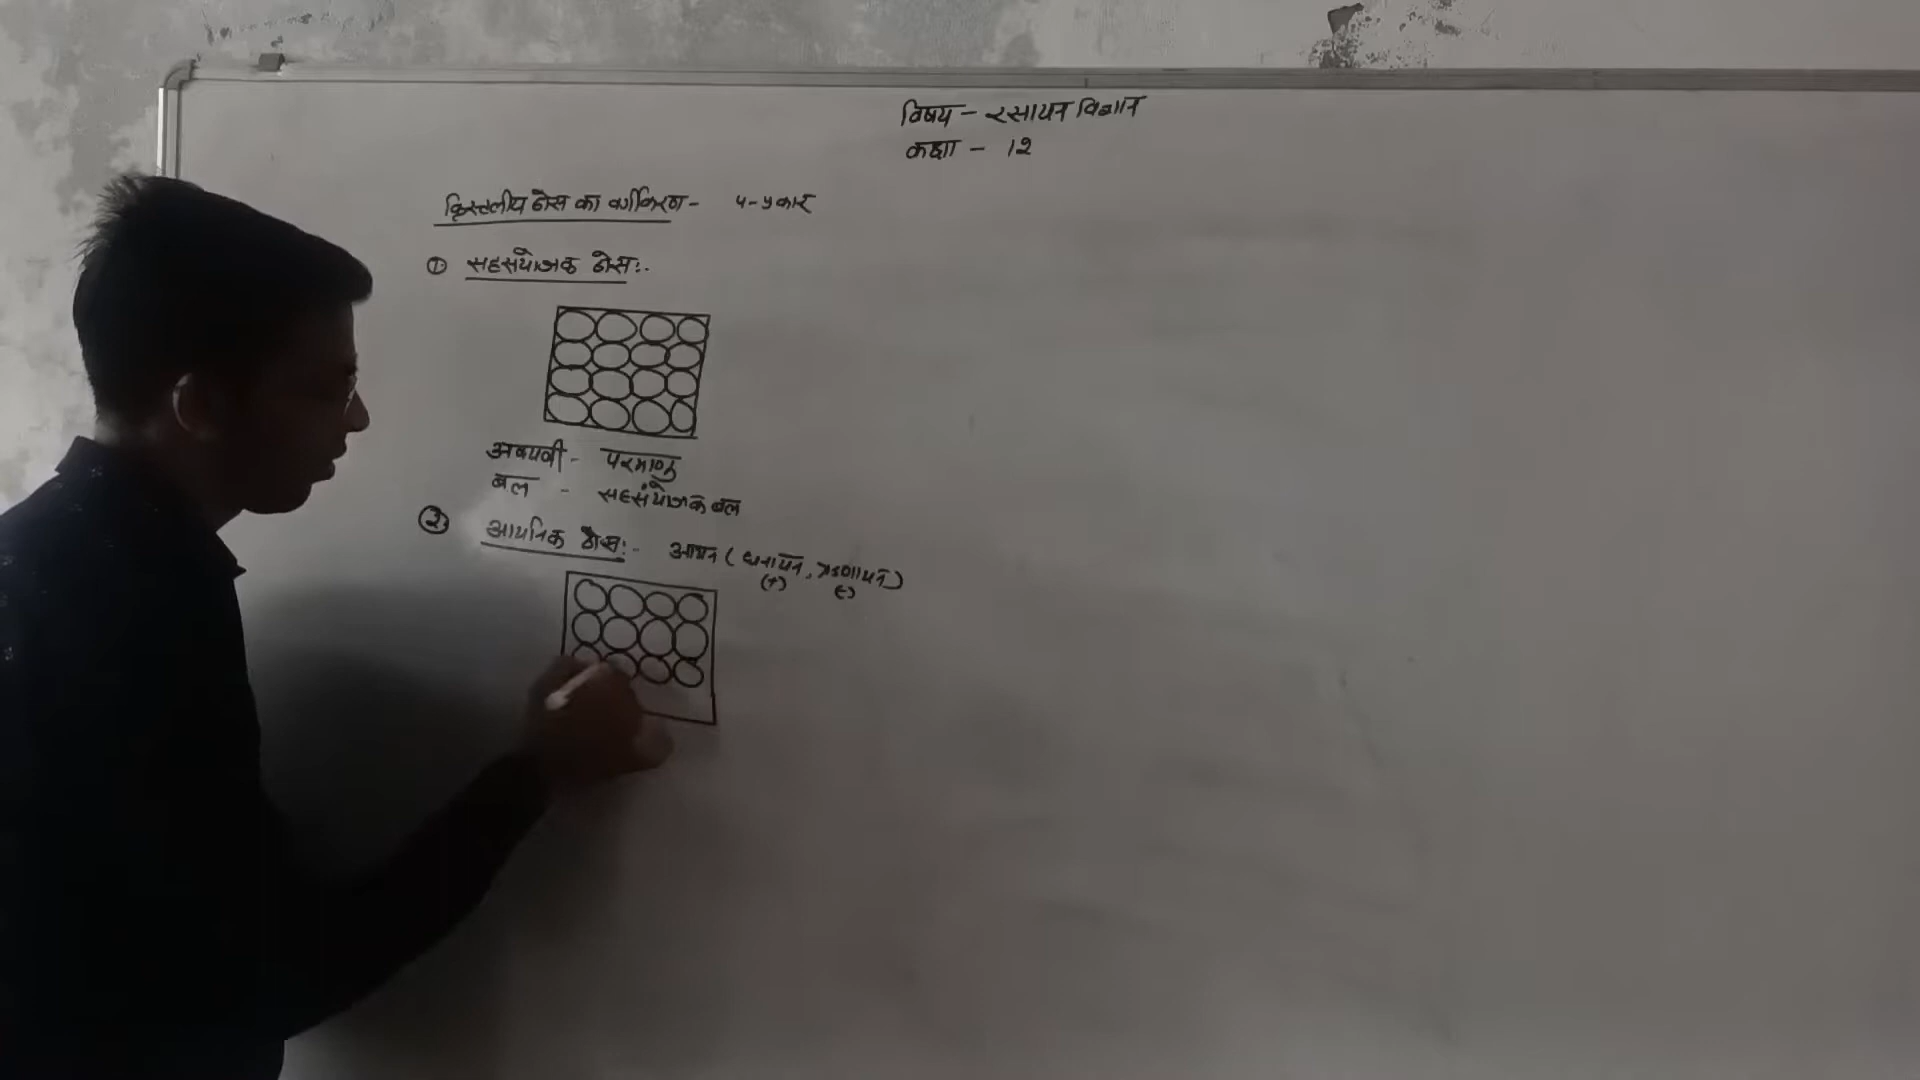 विषय - रसायन विज्ञान
कक्षा - 12
क्रिस्टलीय ठोस का वर्गीकरण - 4 - प्रकार
① सहसंयोजक ठोस :-
अवयवी - परमाणु
बल - सहसंयोजक बल
② आयनिक ठोस :- आयन ( धनायन , ऋणायन )
(+) (-)